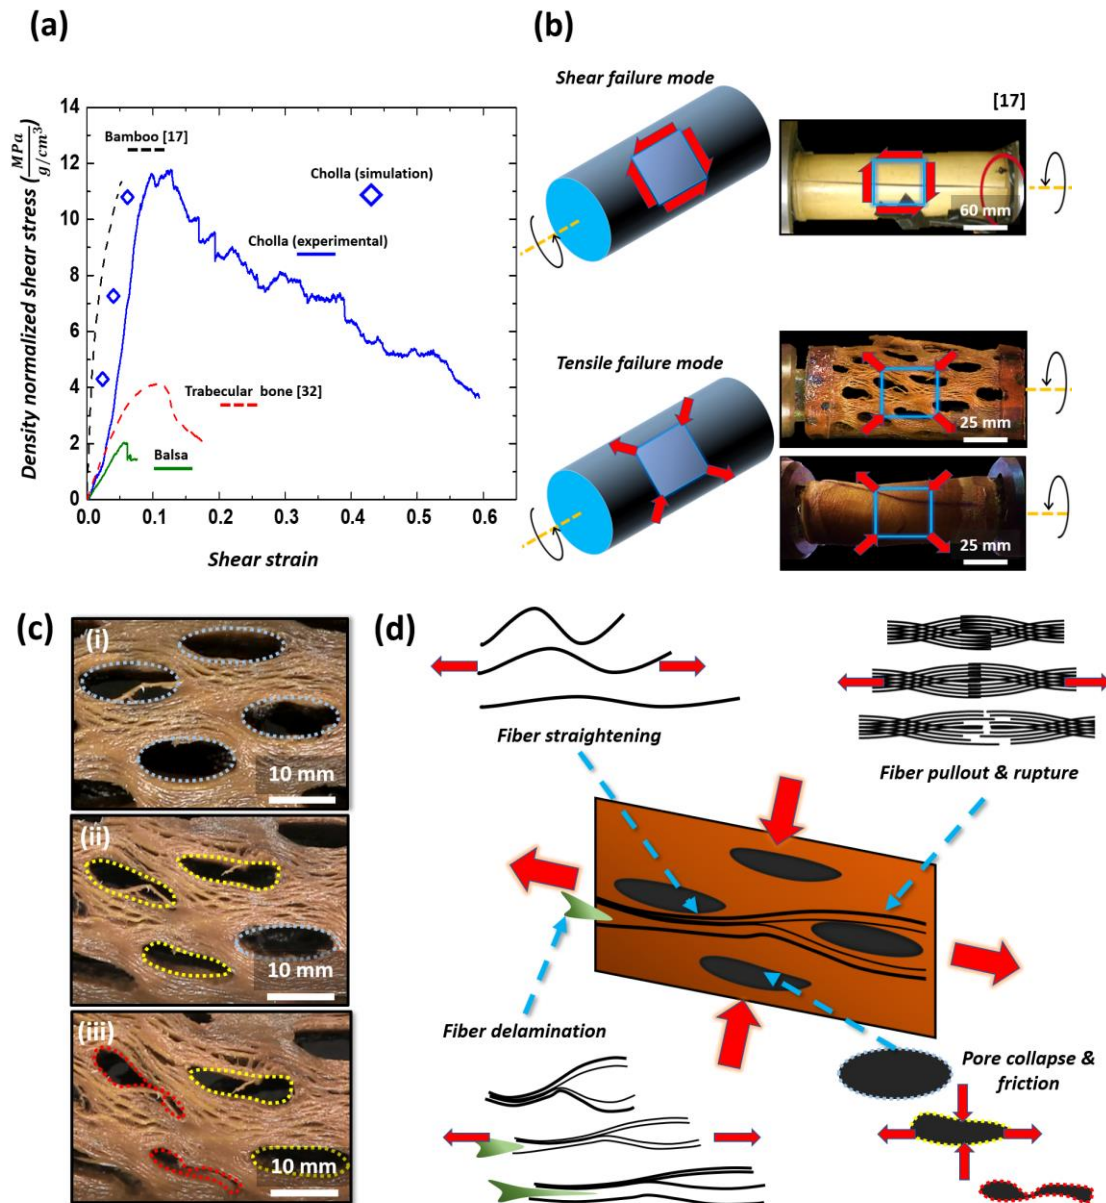 (a)
Density normalized shear stress (MPa / g/cm³)
14
12
10
8
6
4
2
0
0.0 0.1 0.2 0.3 0.4 0.5 0.6
Shear strain
Bamboo [17]
Cholla (simulation)
Cholla (experimental)
Trabecular bone [32]
Balsa
(b)
Shear failure mode
[17]
60 mm
Tensile failure mode
25 mm
25 mm
(c)
(i)
10 mm
(ii)
10 mm
(iii)
10 mm
(d)
Fiber straightening
Fiber pullout & rupture
Fiber delamination
Pore collapse &
friction